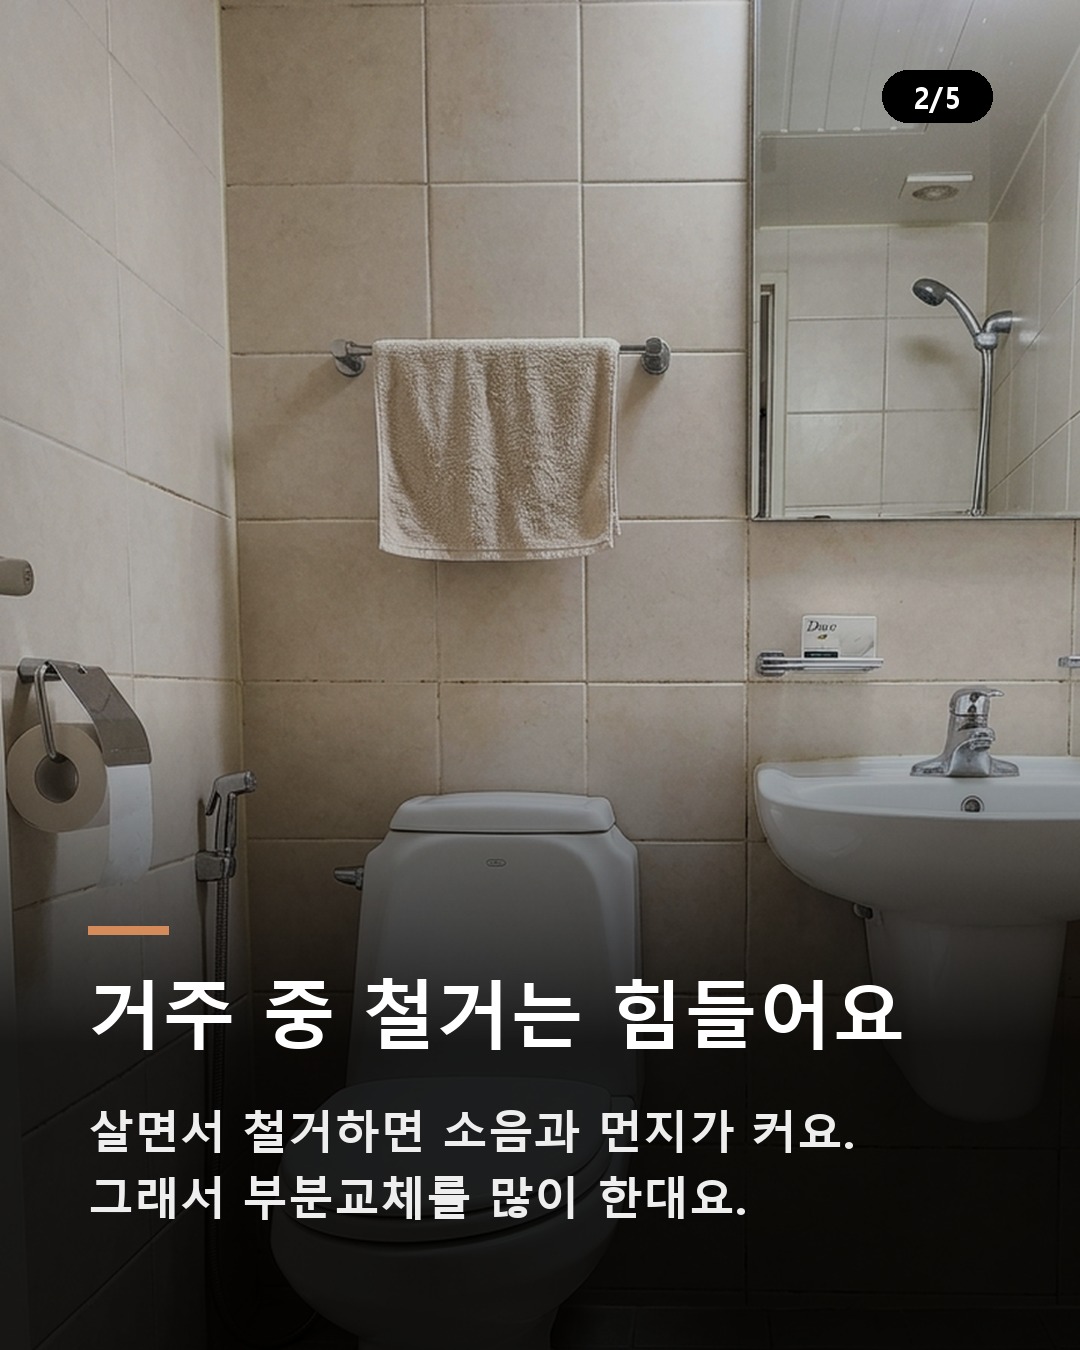 2/5
거주 중 철거는 힘들어요
살면서 철거하면 소음과 먼지가 커요.
그래서 부분교체를 많이 한대요.